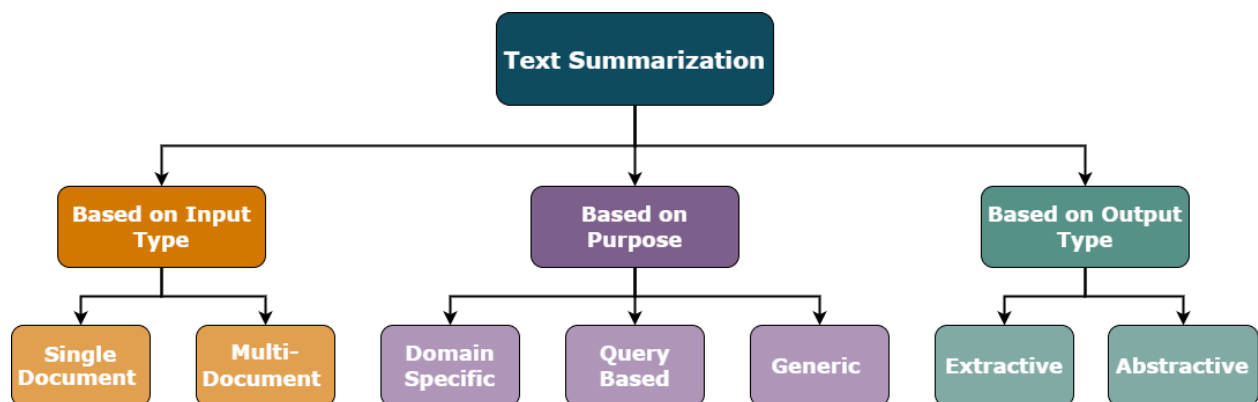 Text Summarization
Based on Input
Type
Based on
Purpose
Based on Output
Type
Single
Document
Multi-
Document
Domain
Specific
Query
Based
Generic
Extractive
Abstractive